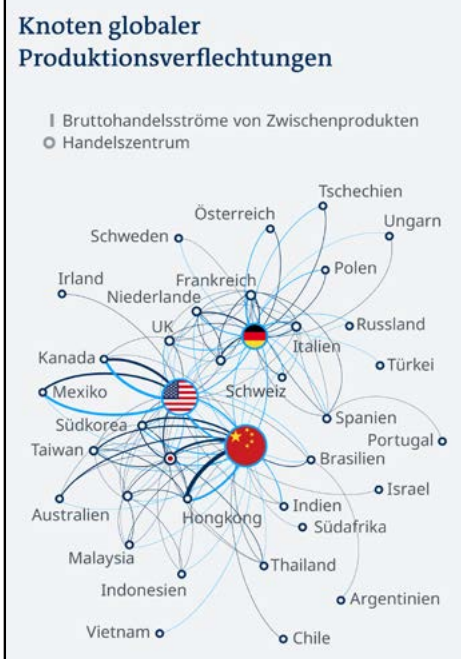 Knoten globaler
Produktionsverflechtungen
Bruttohandelsströme von Zwischenprodukten
Handelszentrum
Tschechien
Österreich
Ungarn
Schweden
Polen
Irland
Frankreich
Niederlande
UK
Russland
Italien
Kanada
Türkei
Mexiko
Schweiz
Südkorea
Spanien
Portugal
Taiwan
Brasilien
Israel
Australien
Hongkong
Indien
Südafrika
Malaysia
Thailand
Indonesien
Argentinien
Vietnam
Chile